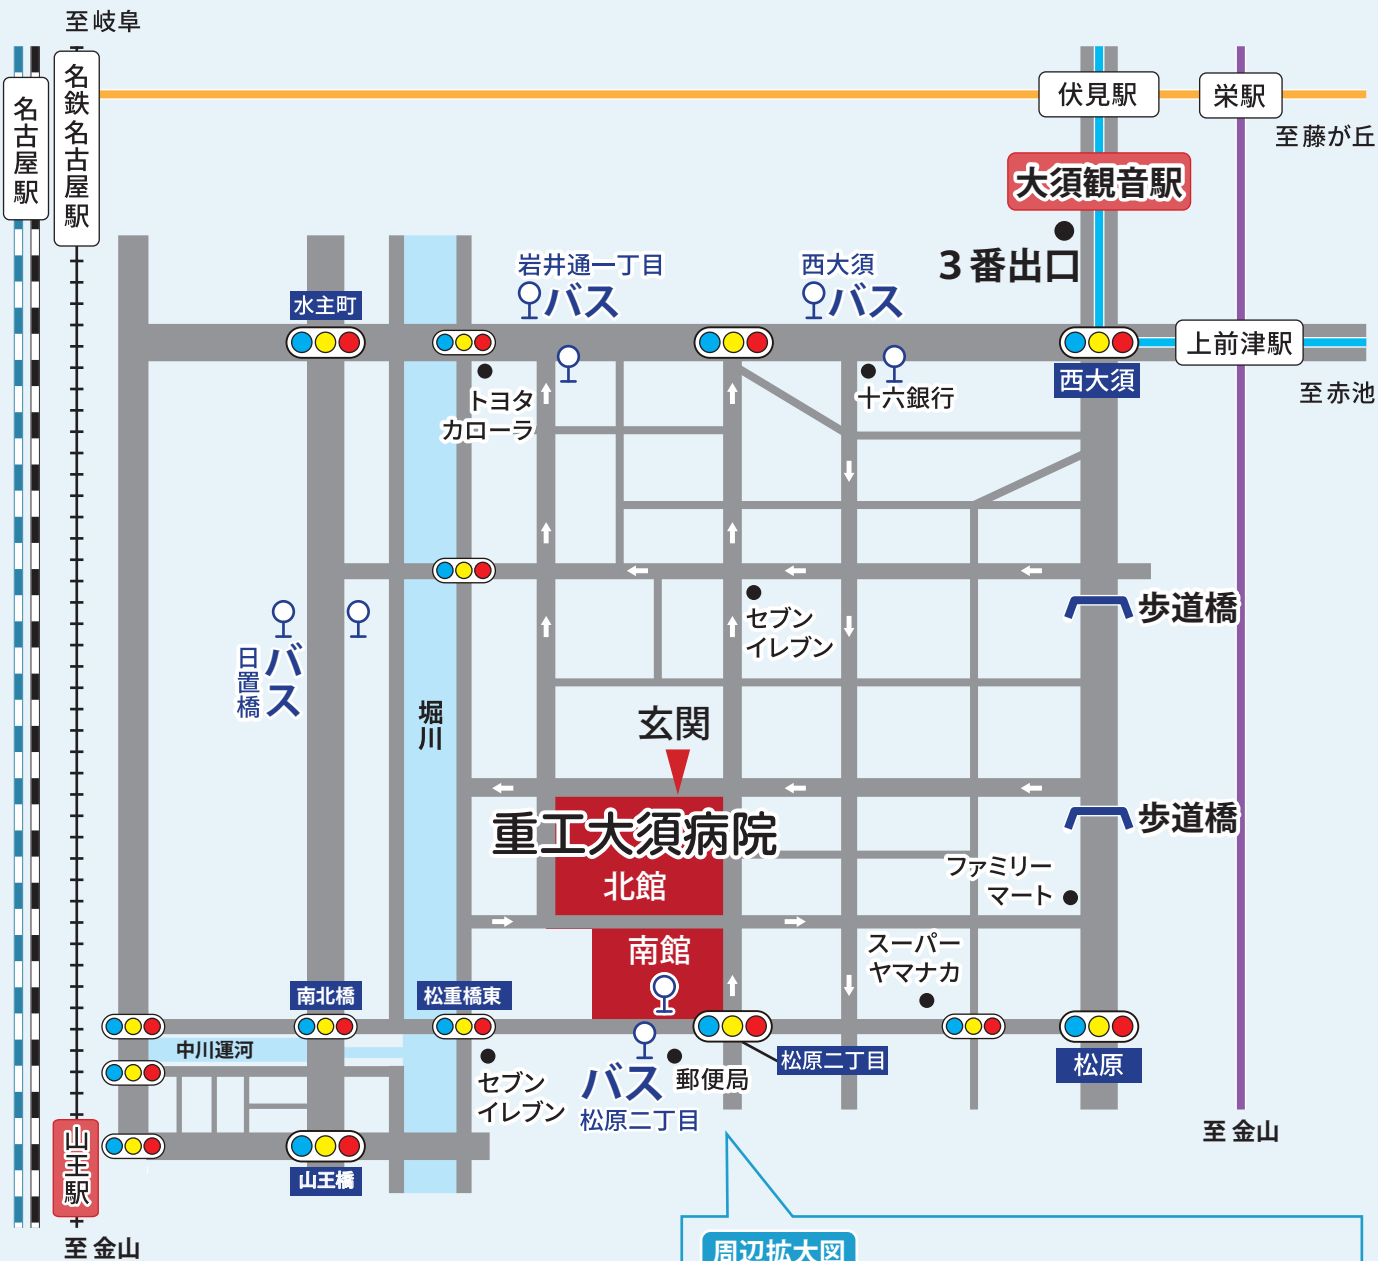 至岐阜
名古屋駅
名鉄名古屋駅
伏見駅
栄駅
至藤が丘
大須観音駅
3番出口
岩井通一丁目
バス
西大須
バス
水主町
上前津駅
西大須
至赤池
トヨタ
カローラ
十六銀行
セブン
イレブン
歩道橋
日置橋
バス
堀川
玄関
重工大須病院
北館
歩道橋
ファミリー
マート
南館
スーパー
ヤマナカ
南北橋
松重橋東
中川運河
セブン
イレブン
バス
松原二丁目
郵便局
松原二丁目
松原
至金山
山王駅
山王橋
至金山
周辺拡大図